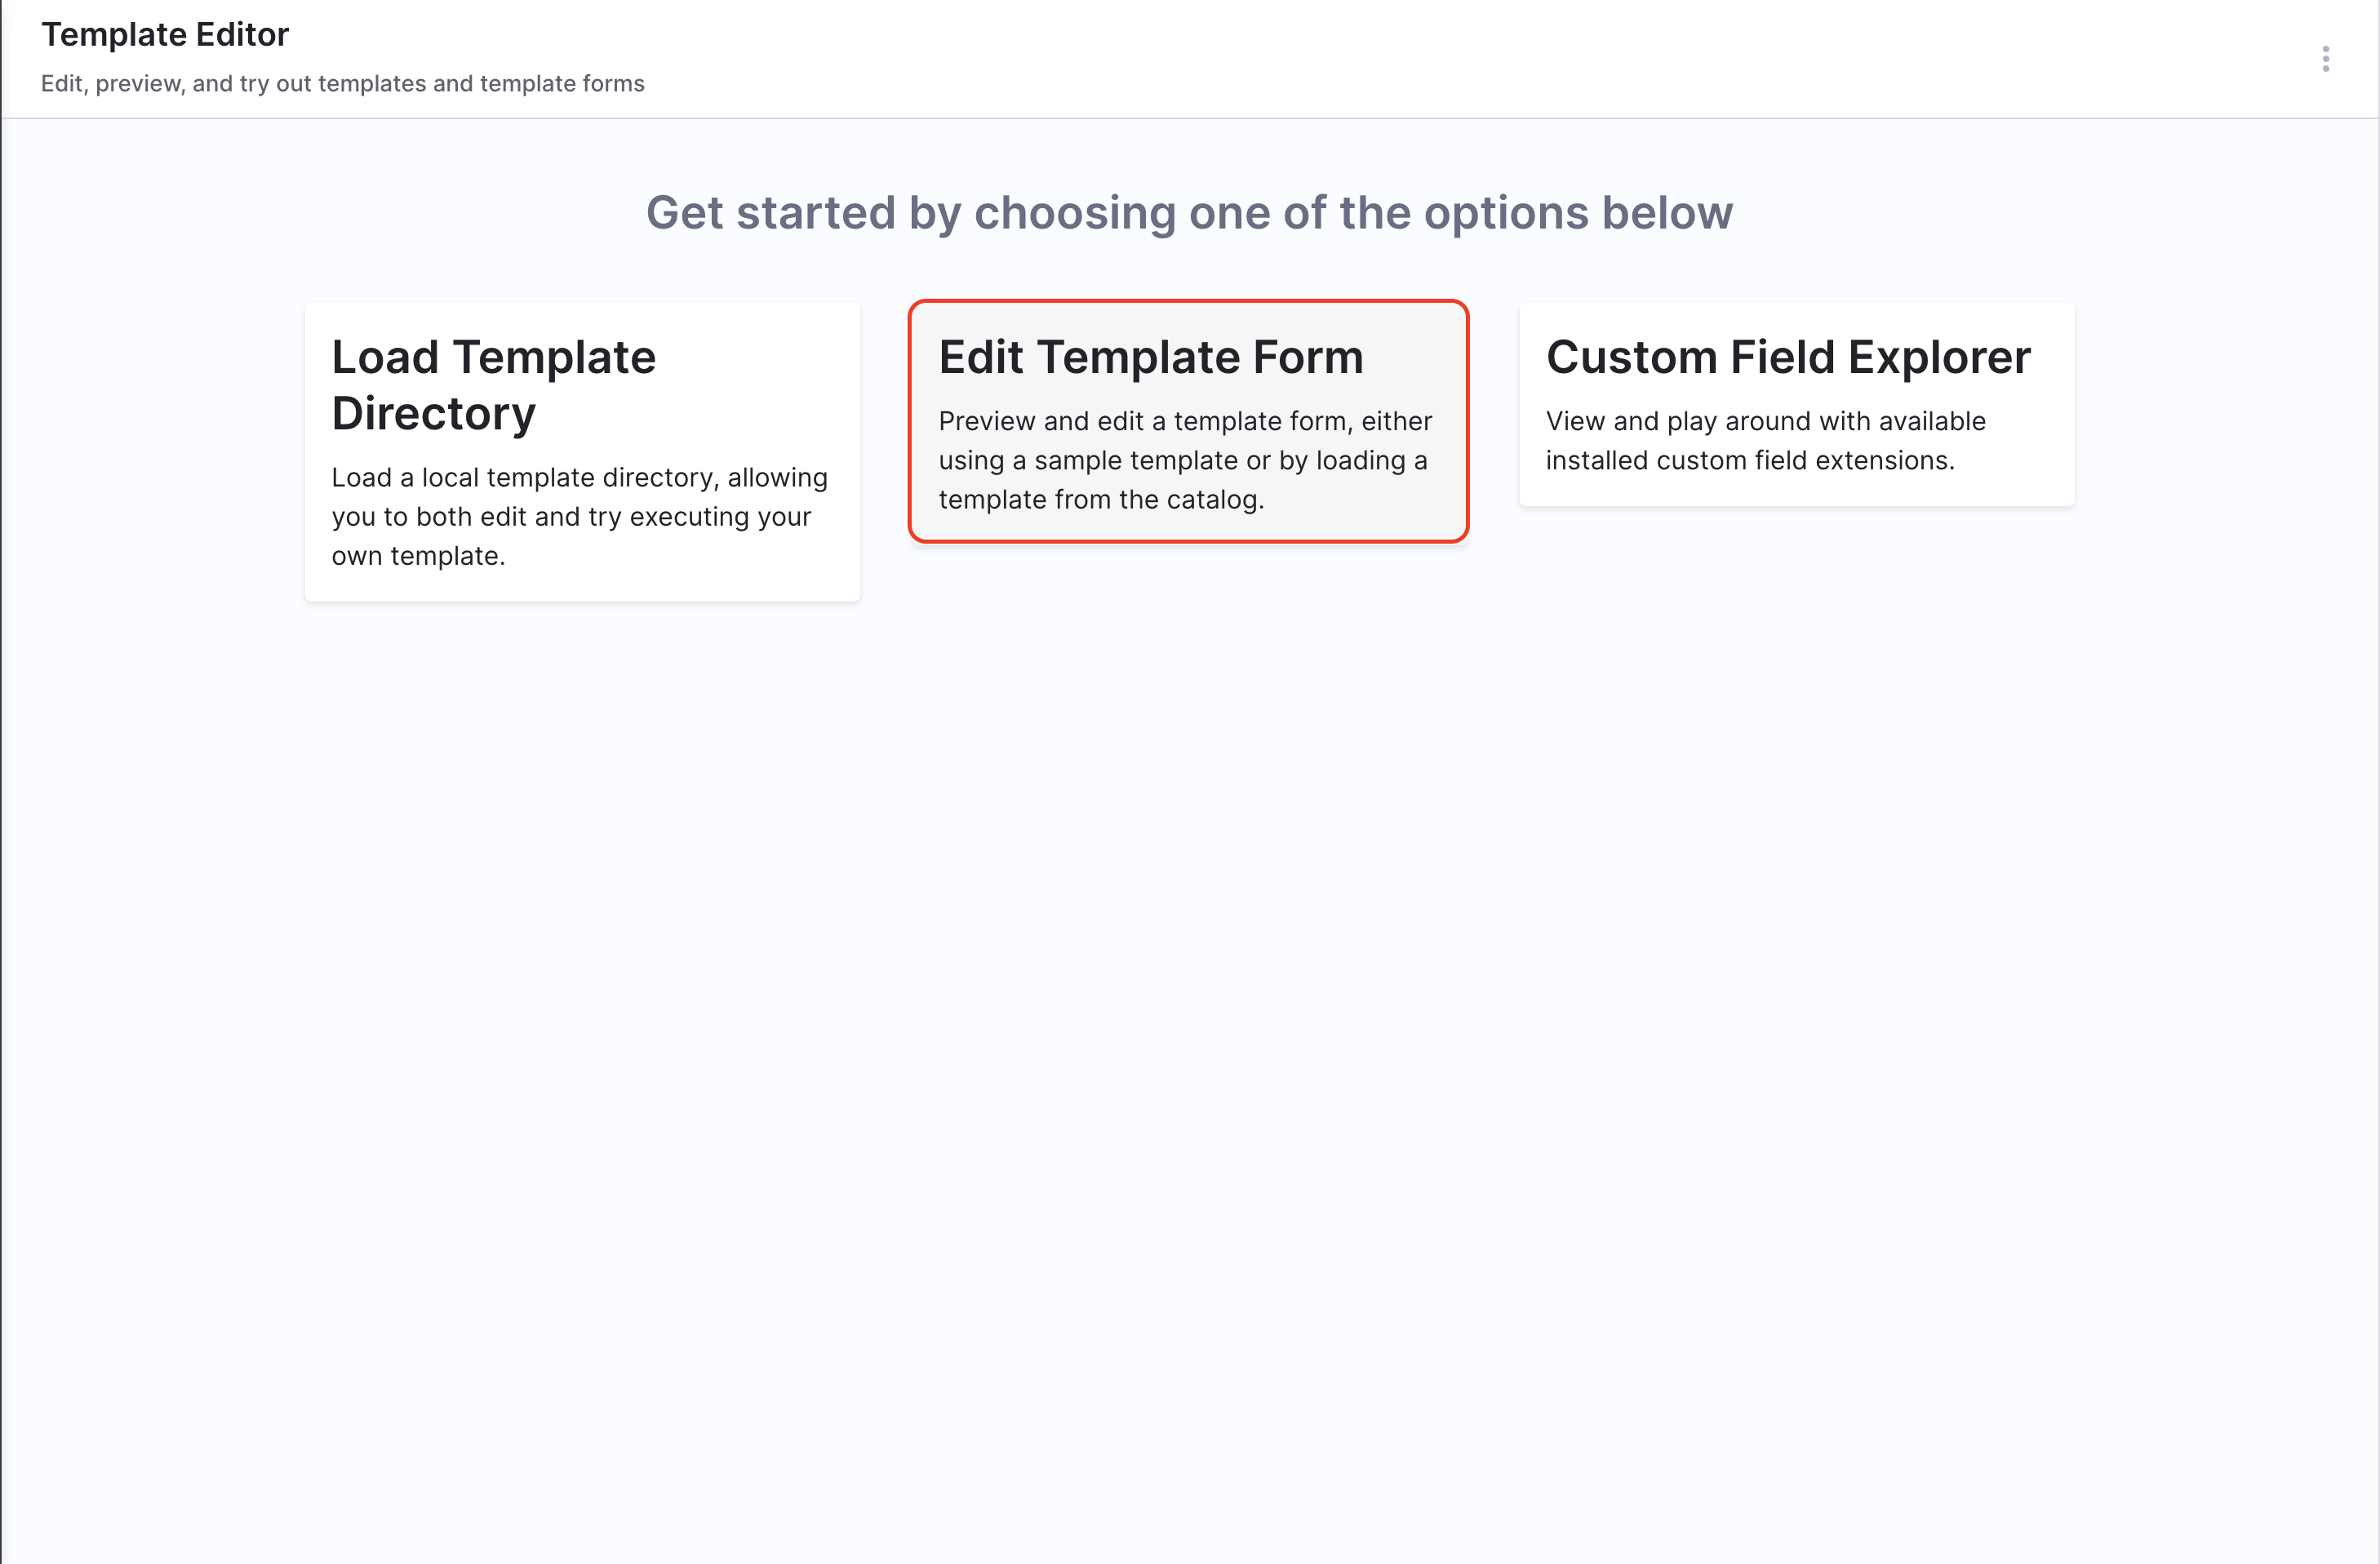 Template Editor
Edit, preview, and try out templates and template forms
Get started by choosing one of the options below
Load Template
Directory
Load a local template directory, allowing
you to both edit and try executing your
own template.
Edit Template Form
Preview and edit a template form, either
using a sample template or by loading a
template from the catalog.
Custom Field Explorer
View and play around with available
installed custom field extensions.